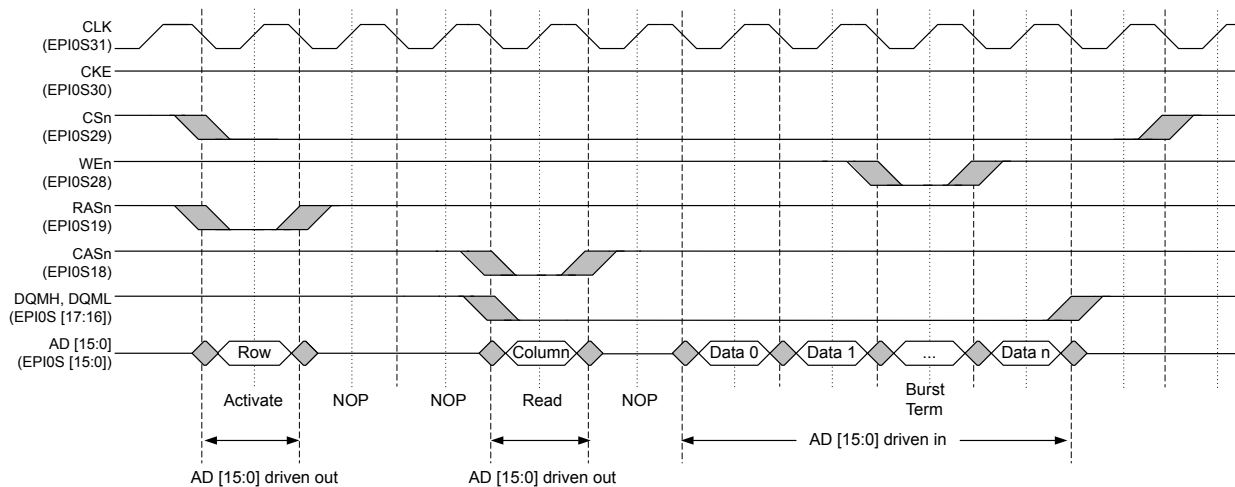 CLK
(EPI0S31)
CKE
(EPI0S30)
CSn
(EPI0S29)
WEn
(EPI0S28)
RASn
(EPI0S19)
CASn
(EPI0S18)
DQMH, DQML
(EPI0S [17:16])
AD [15:0]
(EPI0S [15:0])
Row
Column
Data 0
Data 1
...
Data n
Activate
NOP
NOP
Read
NOP
Burst
Term
AD [15:0] driven in
AD [15:0] driven out
AD [15:0] driven out